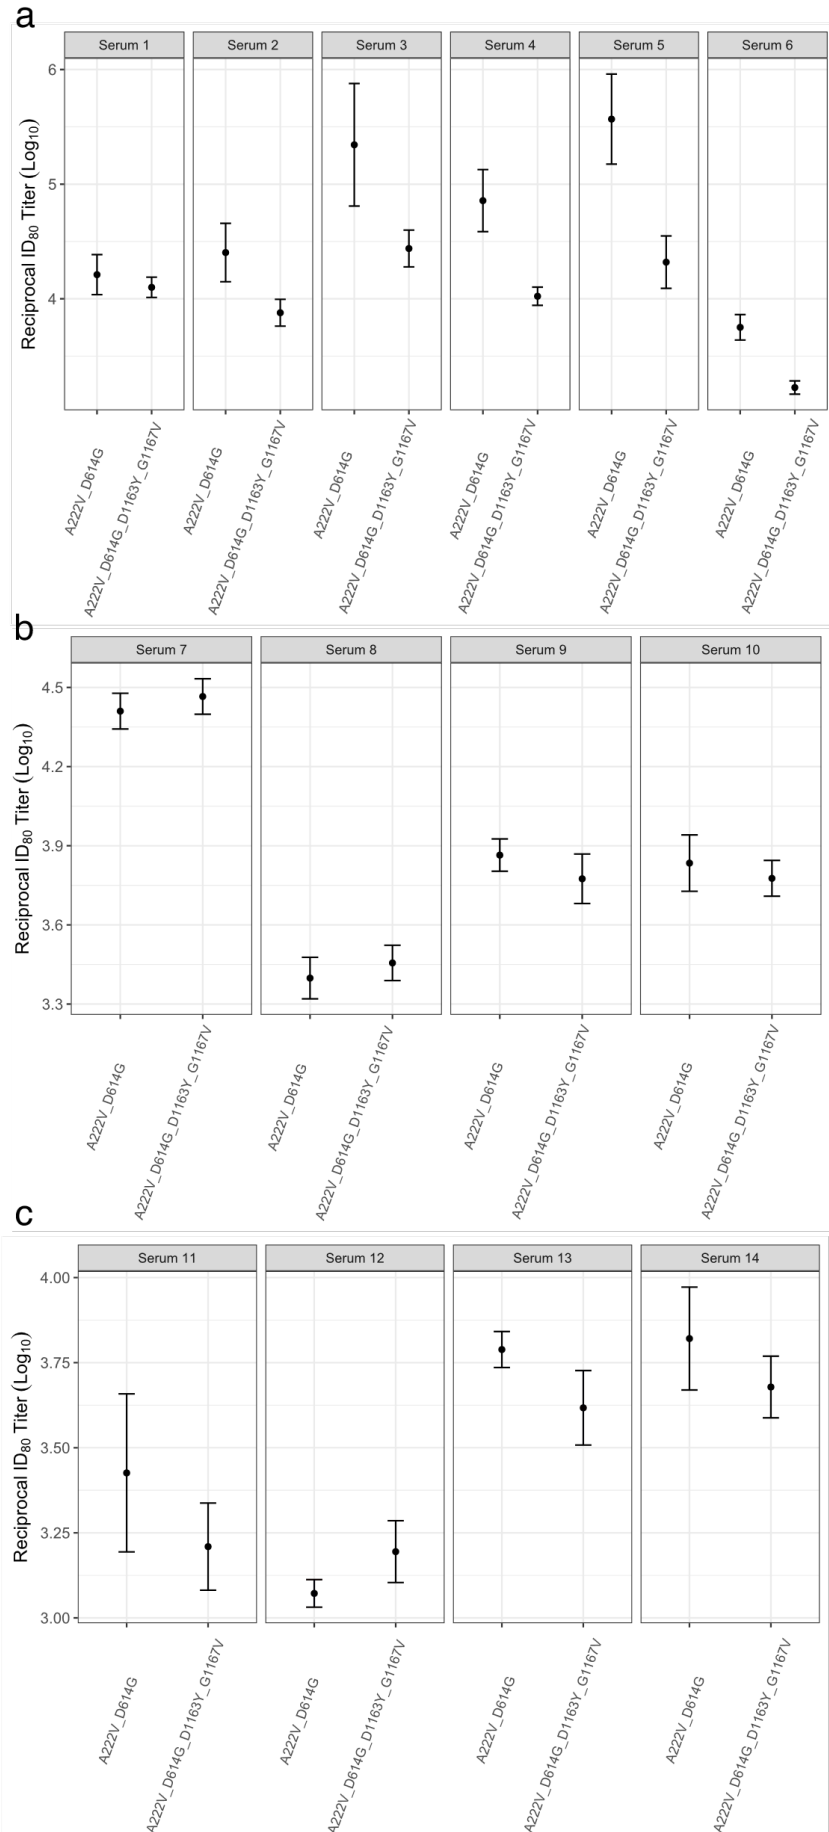 a
Serum 1 Serum 2 Serum 3 Serum 4 Serum 5 Serum 6
Reciprocal ID80 Titer (Log10)
6
5
4
A222V_D614G A222V_D614G_D1163Y_G1167V A222V_D614G A222V_D614G_D1163Y_G1167V A222V_D614G A222V_D614G_D1163Y_G1167V A222V_D614G A222V_D614G_D1163Y_G1167V A222V_D614G A222V_D614G_D1163Y_G1167V A222V_D614G A222V_D614G_D1163Y_G1167V
b
Serum 7 Serum 8 Serum 9 Serum 10
Reciprocal ID80 Titer (Log10)
4.5
4.2
3.9
3.6
3.3
A222V_D614G A222V_D614G_D1163Y_G1167V A222V_D614G A222V_D614G_D1163Y_G1167V A222V_D614G A222V_D614G_D1163Y_G1167V A222V_D614G A222V_D614G_D1163Y_G1167V
c
Serum 11 Serum 12 Serum 13 Serum 14
Reciprocal ID80 Titer (Log10)
4.00
3.75
3.50
3.25
3.00
A222V_D614G A222V_D614G_D1163Y_G1167V A222V_D614G A222V_D614G_D1163Y_G1167V A222V_D614G A222V_D614G_D1163Y_G1167V A222V_D614G A222V_D614G_D1163Y_G1167V